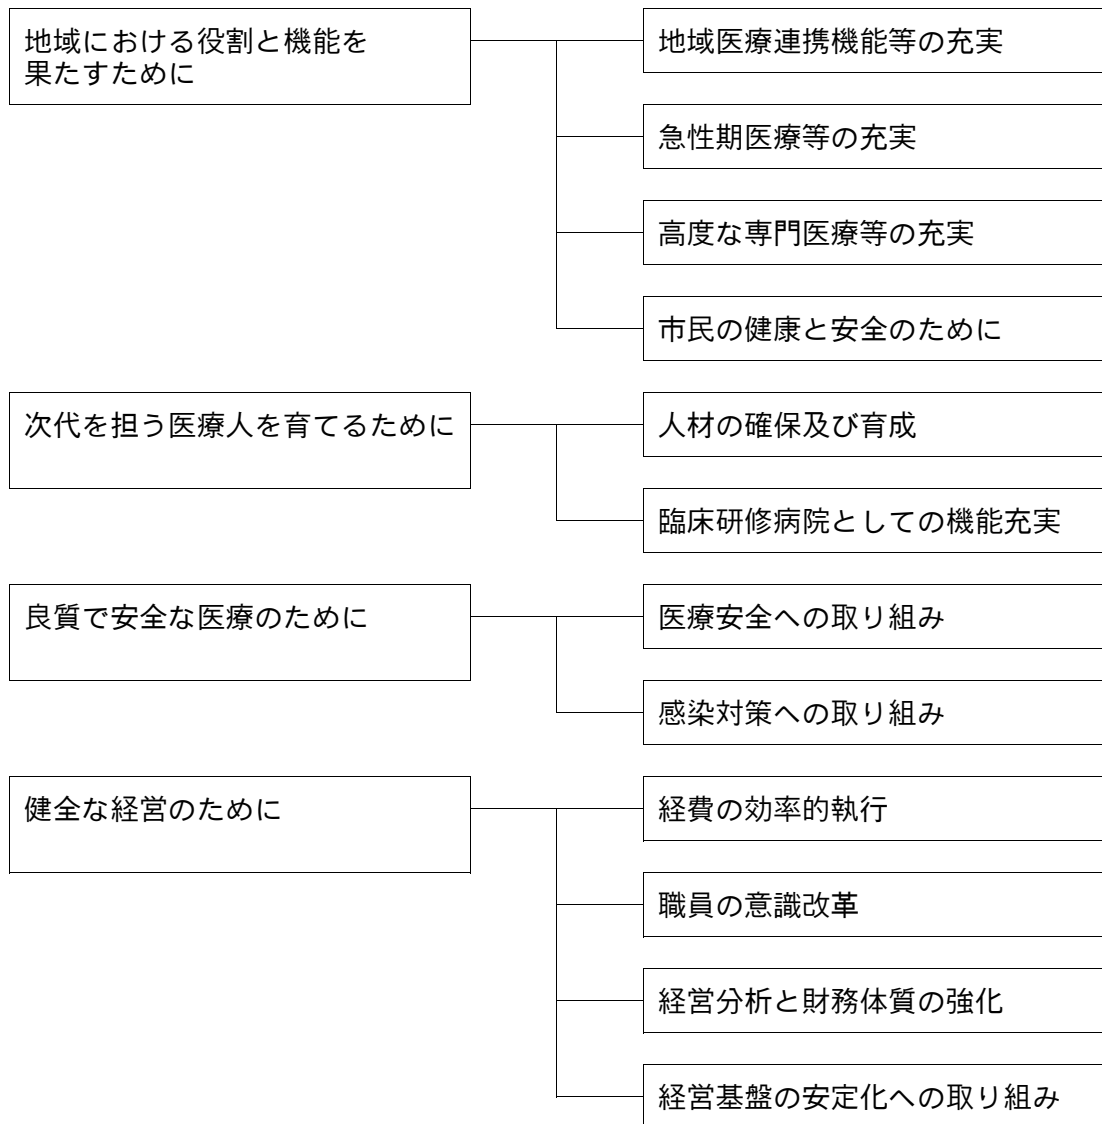 地域における役割と機能を
果たすために
地域医療連携機能等の充実
急性期医療等の充実
高度な専門医療等の充実
市民の健康と安全のために
次代を担う医療人を育てるために
人材の確保及び育成
臨床研修病院としての機能充実
良質で安全な医療のために
医療安全への取り組み
感染対策への取り組み
健全な経営のために
経費の効率的執行
職員の意識改革
経営分析と財務体質の強化
経営基盤の安定化への取り組み